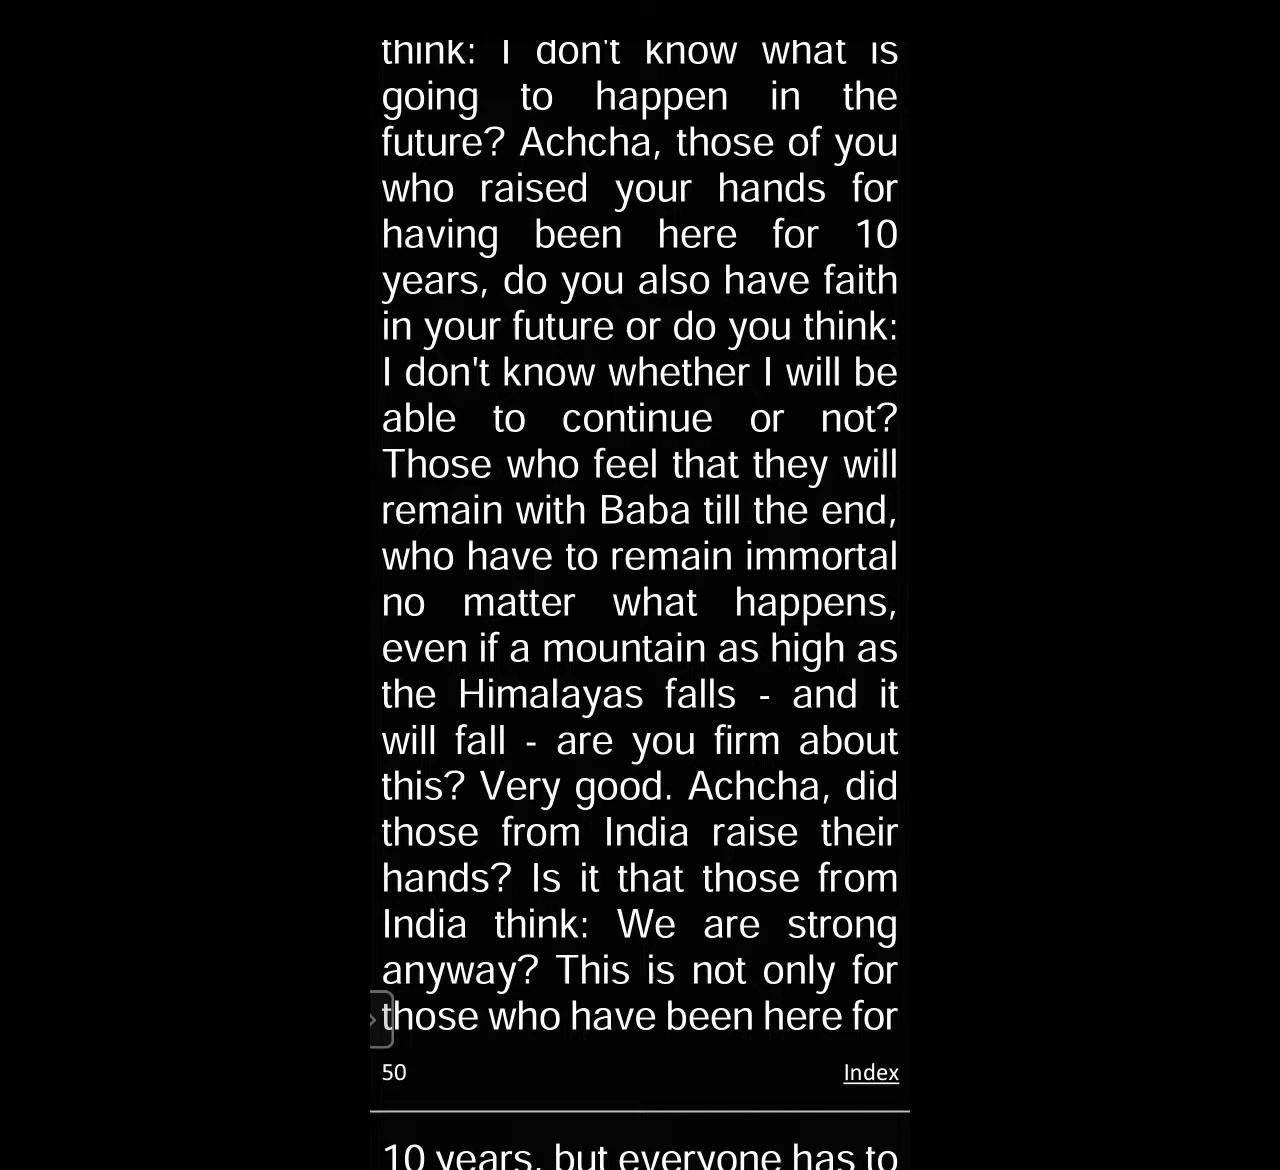 think: I don't know what is
going to happen in the
future? Achcha, those of you
who raised your hands for
having been here for 10
years, do you also have faith
in your future or do you think:
I don't know whether I will be
able to continue or not?
Those who feel that they will
remain with Baba till the end,
who have to remain immortal
no matter what happens,
even if a mountain as high as
the Himalayas falls - and it
will fall - are you firm about
this? Very good. Achcha, did
those from India raise their
hands? Is it that those from
India think: We are strong
anyway? This is not only for
those who have been here for
50 Index
10 years, but everyone has to